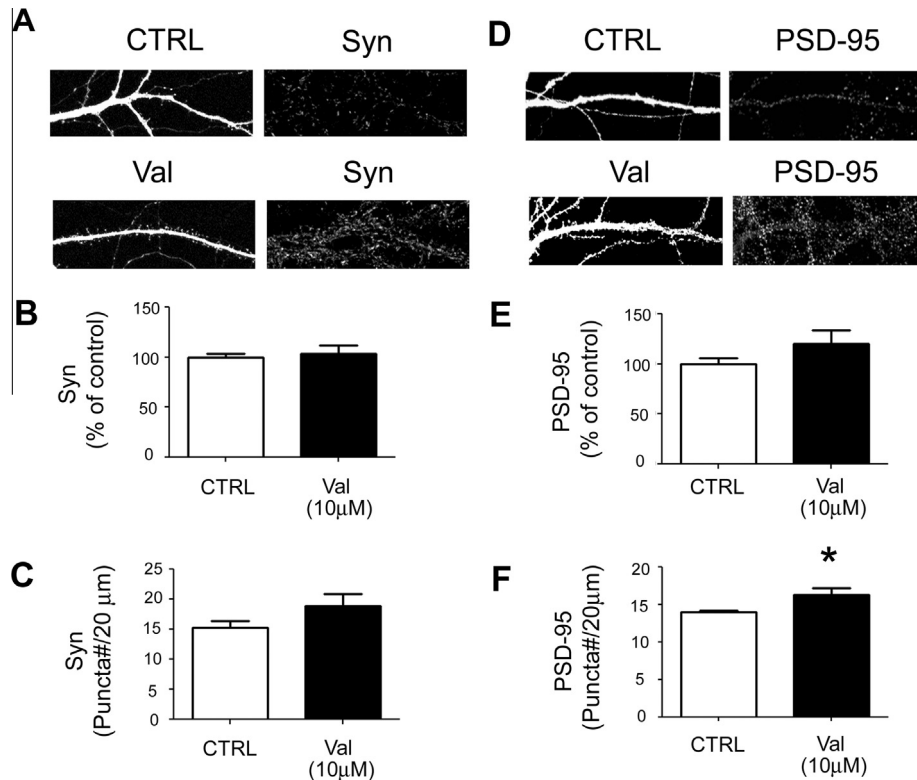 A
CTRL
Syn
Val
Syn
B
Syn
(% of control)
150
100
50
0
CTRL
Val
(10μM)
C
Syn
(Puncta#/20 μm)
25
20
15
10
5
0
CTRL
Val
(10μM)
D
CTRL
PSD-95
Val
PSD-95
E
PSD-95
(% of control)
150
100
50
0
CTRL
Val
(10μM)
F
PSD-95
(Puncta#/20μm)
20
15
10
5
0
*
CTRL
Val
(10μM)